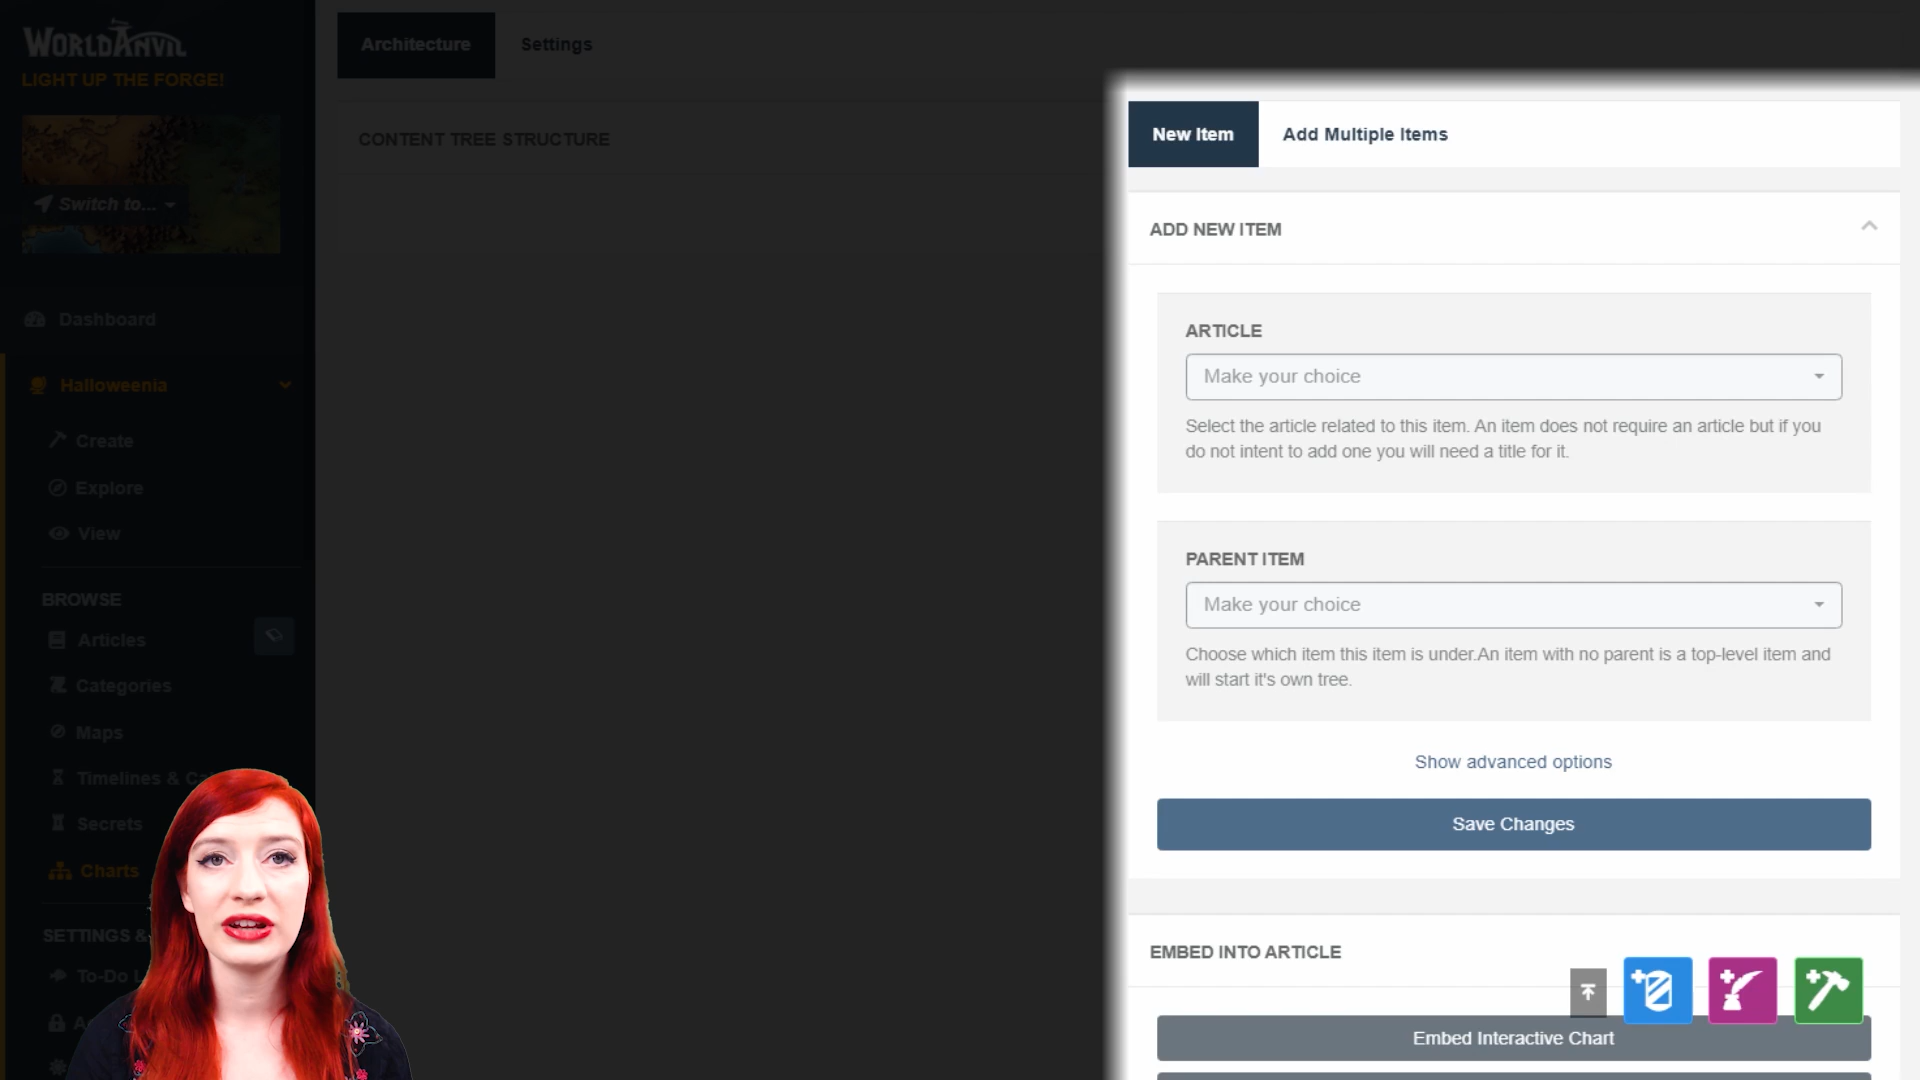 WORLDANVIL
LIGHT UP THE FORGE!
Switch to...
Dashboard
Halloweenia
Create
Explore
View
BROWSE
Articles
Categories
Maps
Timelines &
Secrets
Charts
SETTINGS &
To-Do
Architecture
Settings
CONTENT TREE STRUCTURE
New Item
Add Multiple Items
ADD NEW ITEM
ARTICLE
Make your choice
Select the article related to this item. An item does not require an article but if you
do not intent to add one you will need a title for it.
PARENT ITEM
Make your choice
Choose which item this item is under.An item with no parent is a top-level item and
will start it's own tree.
Show advanced options
Save Changes
EMBED INTO ARTICLE
Embed Interactive Chart